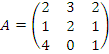 A = (2 3 2
1 2 1
4 0 1)